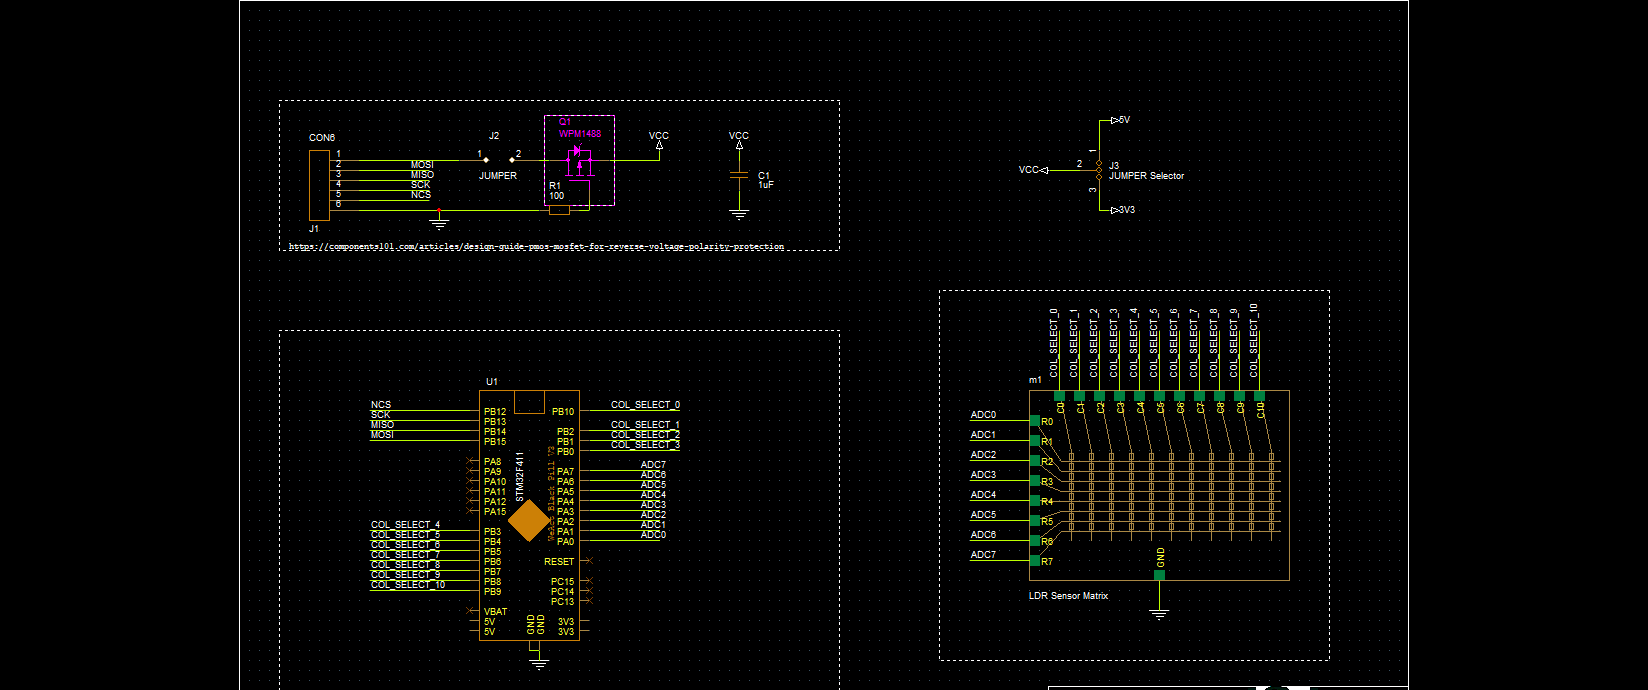 CON6
1
2
3
4
5
6
J1
MOSI
MISO
SCK
NCS
J2
1
2
JUMPER
Q1
WPM1488
R1
100
VCC
VCC
C1
1uF
https://components101.com/articles/design-guide-pmos-mosfet-for-reverse-voltage-polarity-protection
5V
1
VCC
2
J3
JUMPER Selector
3
3V3
U1
NCS
SCK
MISO
MOSI
COL_SELECT_4
COL_SELECT_5
COL_SELECT_6
COL_SELECT_7
COL_SELECT_8
COL_SELECT_9
COL_SELECT_10
PB12
PB13
PB14
PB15
PA8
PA9
PA10
PA11
PA12
PA15
PB3
PB4
PB5
PB6
PB7
PB8
PB9
VBAT
5V
5V
STM32F411
WeAct Black Pill V3
GND
GND
PB10
PB2
PB1
PB0
PA7
PA6
PA5
PA4
PA3
PA2
PA1
PA0
RESET
PC15
PC14
PC13
3V3
3V3
COL_SELECT_0
COL_SELECT_1
COL_SELECT_2
COL_SELECT_3
ADC7
ADC6
ADC5
ADC4
ADC3
ADC2
ADC1
ADC0
COL_SELECT_0
COL_SELECT_1
COL_SELECT_2
COL_SELECT_3
COL_SELECT_4
COL_SELECT_5
COL_SELECT_6
COL_SELECT_7
COL_SELECT_8
COL_SELECT_9
COL_SELECT_10
m1
C0
C1
C2
C3
C4
C5
C6
C7
C8
C9
C10
ADC0
ADC1
ADC2
ADC3
ADC4
ADC5
ADC6
ADC7
R0
R1
R2
R3
R4
R5
R6
R7
GND
LDR Sensor Matrix